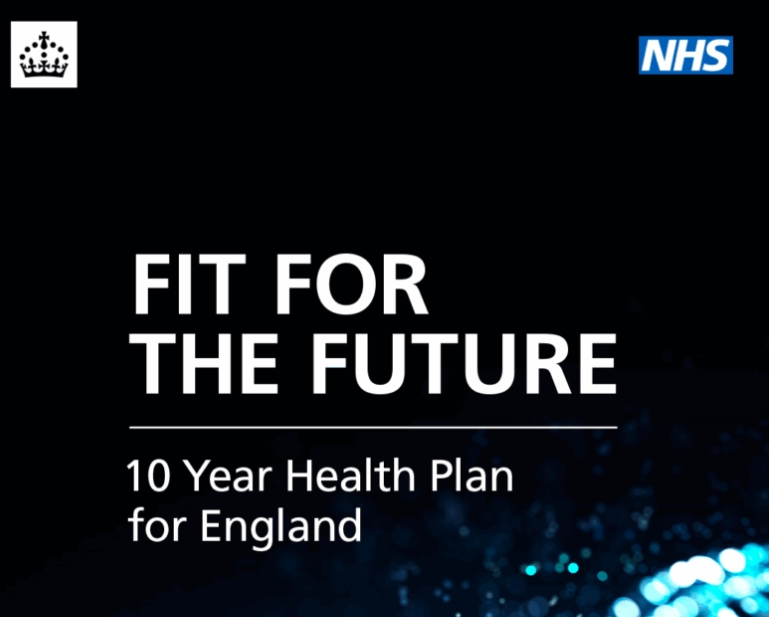 NHS
FIT FOR
THE FUTURE
10 Year Health Plan
for England